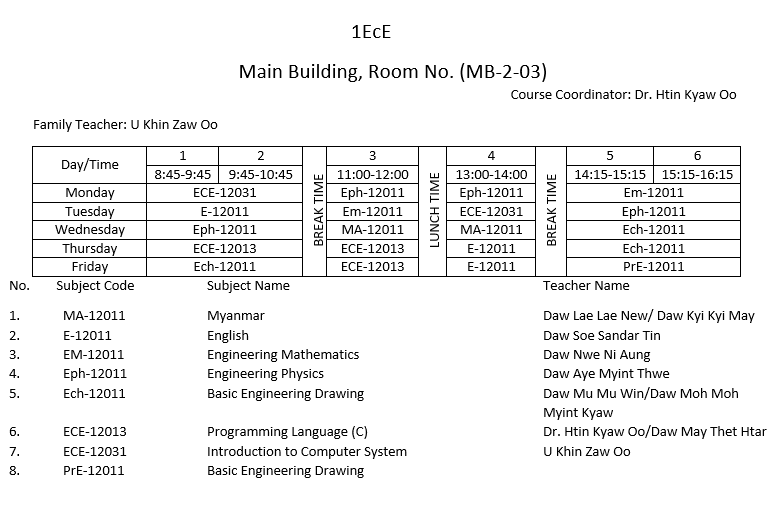 1EcE
Main Building, Room No. (MB-2-03)
Course Coordinator: Dr. Htin Kyaw Oo
Family Teacher: U Khin Zaw Oo
Day/Time 1 2 BREAK TIME 3 LUNCH TIME 4 BREAK TIME 5 6
8:45-9:45 9:45-10:45 11:00-12:00 13:00-14:00 14:15-15:15 15:15-16:15
Monday ECE-12031 Eph-12011 Eph-12011 Em-12011
Tuesday E-12011 Em-12011 ECE-12031 Eph-12011
Wednesday Eph-12011 MA-12011 MA-12011 Ech-12011
Thursday ECE-12013 ECE-12013 E-12011 Ech-12011
Friday Ech-12011 ECE-12013 E-12011 PrE-12011
No. Subject Code Subject Name Teacher Name
1. MA-12011 Myanmar Daw Lae Lae New/ Daw Kyi Kyi May
2. E-12011 English Daw Soe Sandar Tin
3. EM-12011 Engineering Mathematics Daw Nwe Ni Aung
4. Eph-12011 Engineering Physics Daw Aye Myint Thwe
5. Ech-12011 Basic Engineering Drawing Daw Mu Mu Win/Daw Moh Moh
Myint Kyaw
6. ECE-12013 Programming Language (C) Dr. Htin Kyaw Oo/Daw May Thet Htar
7. ECE-12031 Introduction to Computer System U Khin Zaw Oo
8. PrE-12011 Basic Engineering Drawing